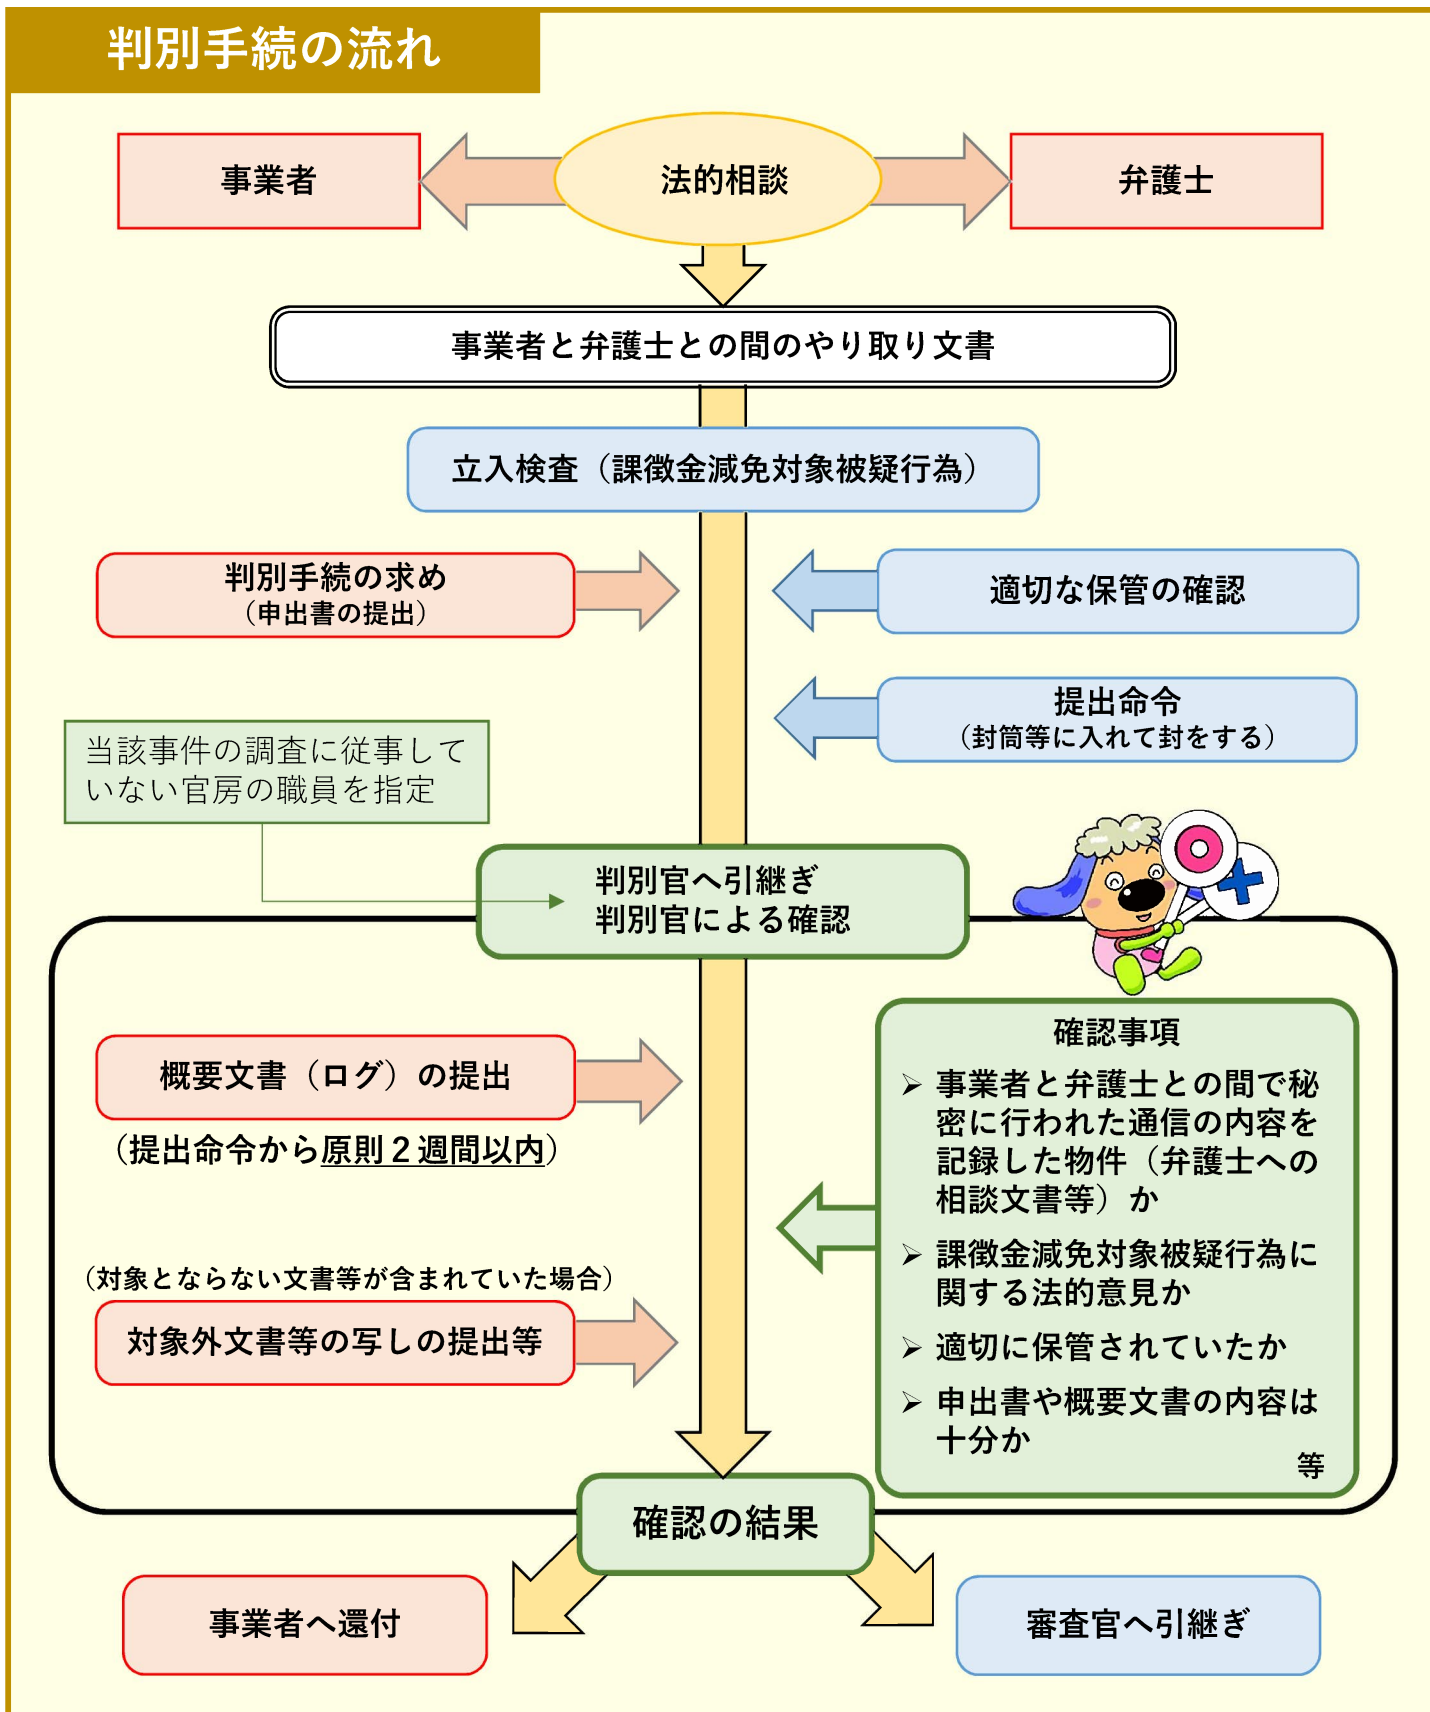 判別手続の流れ
事業者
法的相談
弁護士
事業者と弁護士との間のやり取り文書
立入検査（課徴金減免対象被疑行為）
判別手続の求め
（申出書の提出）
適切な保管の確認
提出命令
（封筒等に入れて封をする）
当該事件の調査に従事して
いない官房の職員を指定
判別官へ引継ぎ
判別官による確認
概要文書（ログ）の提出
（提出命令から原則２週間以内）
（対象とならない文書等が含まれていた場合）
対象外文書等の写しの提出等
確認事項
➢ 事業者と弁護士との間で秘
密に行われた通信の内容を
記録した物件（弁護士への
相談文書等）か
➢ 課徴金減免対象被疑行為に
関する法的意見か
➢ 適切に保管されていたか
➢ 申出書や概要文書の内容は
十分か
等
確認の結果
事業者へ還付
審査官へ引継ぎ